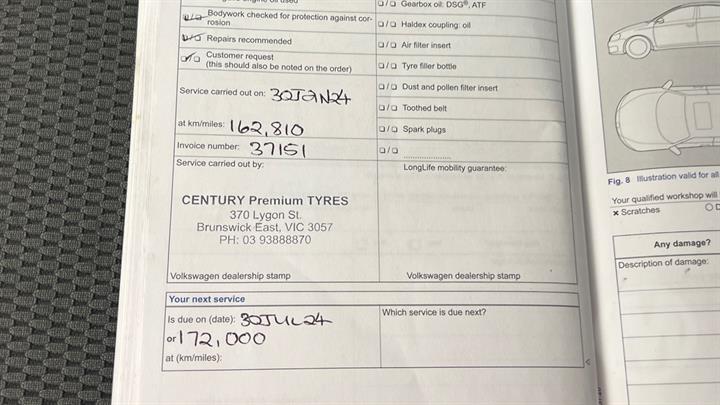 engine oil used
Bodywork checked for protection against cor-
rosion
Repairs recommended
Customer request
(this should also be noted on the order)
Service carried out on: 30JAN24
at km/miles: 162,810
Invoice number: 37151
Service carried out by:
CENTURY Premium TYRES
370 Lygon St.
Brunswick East, VIC 3057
PH: 03 93888870
Volkswagen dealership stamp
❑/❑ Gearbox oil: DSG®, ATF
❑/❑ Haldex coupling: oil
❑/❑ Air filter insert
❑/❑ Tyre filler bottle
❑/❑ Dust and pollen filter insert
❑/❑ Toothed belt
❑/❑ Spark plugs
❑/❑ ....................
LongLife mobility guarantee:
Volkswagen dealership stamp
Your next service
Is due on (date): 30JUL24
or 172,000
at (km/miles):
Which service is due next?
Fig. 8 Illustration valid for all
Your qualified workshop will
× Scratches
Any damage?
Description of damage: